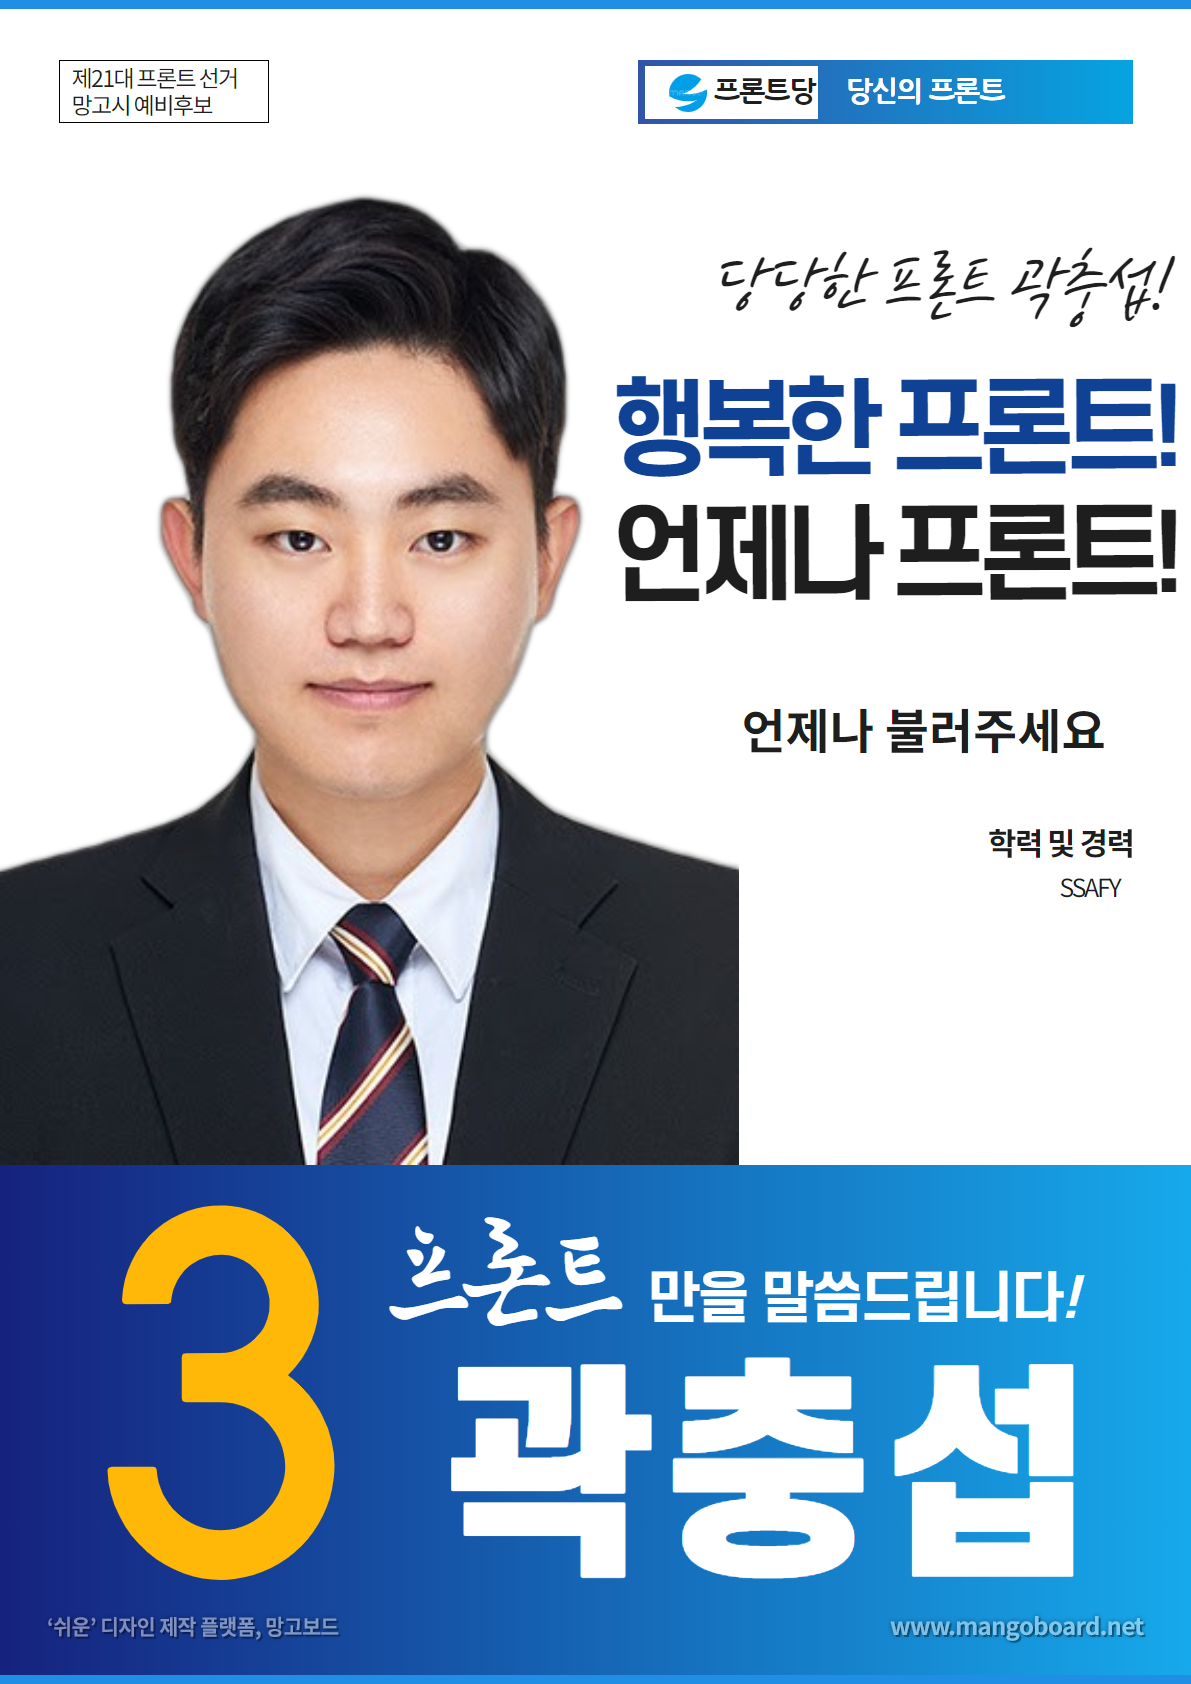 제21대 프론트 선거
망고시 예비후보
프론트당 당신의 프론트
당당한 프론트 곽충섭!
행복한 프론트!
언제나 프론트!
언제나 불러주세요
학력 및 경력
SSAFY
3
프론트 만을 말씀드립니다!
곽충섭
‘쉬운’ 디자인 제작 플랫폼, 망고보드
www.mangoboard.net